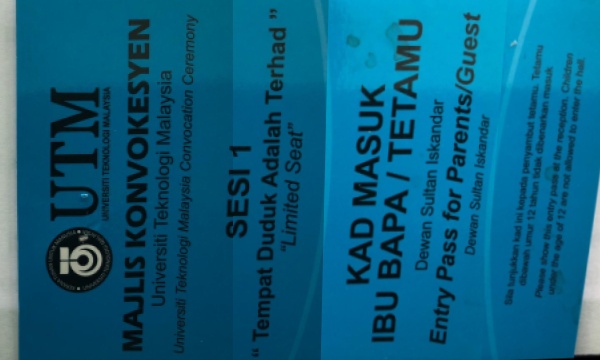 UTM
UNIVERSITI TEKNOLOGI MALAYSIA
MAJLIS KONVOKESYEN
Universiti Teknologi Malaysia
Universiti Teknologi Malaysia Convocation Ceremony
SESI 1
“ Tempat Duduk Adalah Terhad ”
“Limited Seat”
KAD MASUK
IBU BAPA / TETAMU
Dewan Sultan Iskandar
Entry Pass for Parents/Guest
Dewan Sultan Iskandar
Sila tunjukkan kad ini kepada penyambut tetamu. Tetamu
dibawah umur 12 tahun tidak dibenarkan masuk
Please show this entry pass at the reception. Children
under the age of 12 are not allowed to enter the hall.